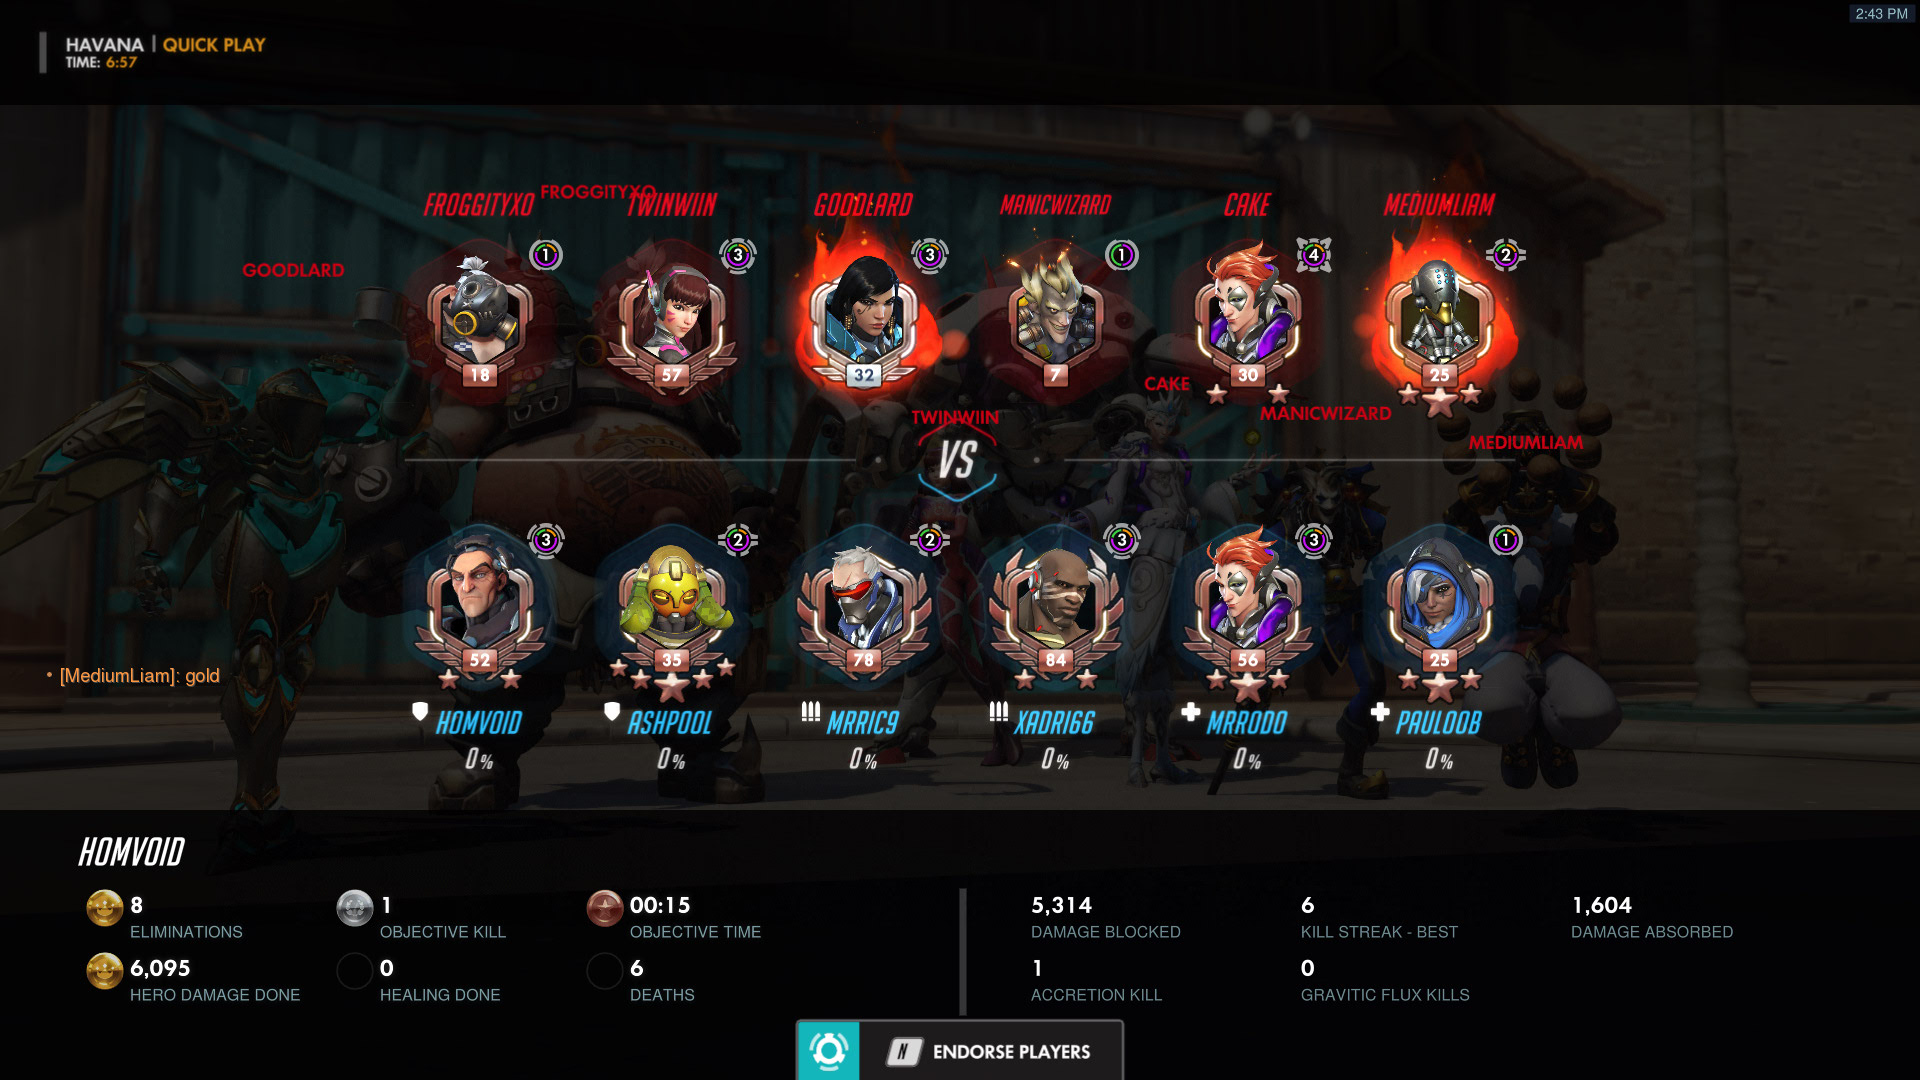 2:43 PM
HAVANA | QUICK PLAY
TIME: 6:57
FROGGITYXO
FROGGITYXO
TWINWIIN
GOODLARD
MANICWIZARD
CAKE
MEDIUMLIAM
1
3
3
1
4
2
GOODLARD
18
57
32
7
30
25
CAKE
TWINWIIN
MANICWIZARD
MEDIUMLIAM
VS
3
2
2
3
3
1
52
35
78
84
56
25
[MediumLiam]: gold
HOMVOID
ASHPOOL
MRRIC9
XADRI66
MRRODO
PAULOOB
0%
0%
0%
0%
0%
0%
HOMVOID
8
ELIMINATIONS
1
OBJECTIVE KILL
00:15
OBJECTIVE TIME
5,314
DAMAGE BLOCKED
6
KILL STREAK - BEST
1,604
DAMAGE ABSORBED
6,095
HERO DAMAGE DONE
0
HEALING DONE
6
DEATHS
1
ACCRETION KILL
0
GRAVITIC FLUX KILLS
N
ENDORSE PLAYERS